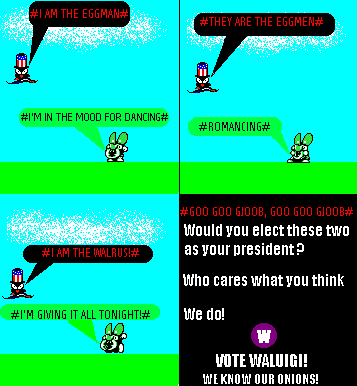 #I AM THE EGGMAN#
#I'M IN THE MOOD FOR DANCING#
#THEY ARE THE EGGMEN#
#ROMANCING#
#I AM THE WALRUS!#
#I'M GIVING IT ALL TONIGHT!#
#GOO GOO GJOOB, GOO GOO GJOOB#
Would you elect these two
as your president?
Who cares what you think
We do!
W
VOTE WALUIGI!
WE KNOW OUR ONIONS!